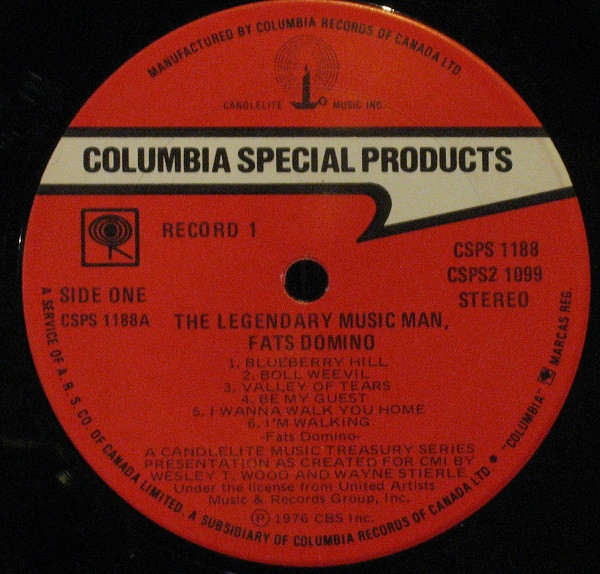 MANUFACTURED BY COLUMBIA RECORDS OF CANADA LTD.
CANDLELITE MUSIC INC.
COLUMBIA SPECIAL PRODUCTS
RECORD 1
CSPS 1188
CSPS2 1099
STEREO
SIDE ONE
CSPS 1188A
THE LEGENDARY MUSIC MAN,
FATS DOMINO
1. BLUEBERRY HILL
2. BOLL WEEVIL
3. VALLEY OF TEARS
4. BE MY GUEST
5. I WANNA WALK YOU HOME
6. I'M WALKING
-Fats Domino-
A CANDLELITE MUSIC TREASURY SERIES
PRESENTATION AS CREATED FOR CMI BY
WESLEY T. WOOD AND WAYNE STIERLE
Under the license from United Artists
Music & Records Group, Inc.
Ⓟ 1976 CBS Inc.
A SERVICE OF A. R. S. CO. OF CANADA LIMITED. A SUBSIDIARY OF COLUMBIA RECORDS OF CANADA LTD. ● "COLUMBIA" MARCAS REG.